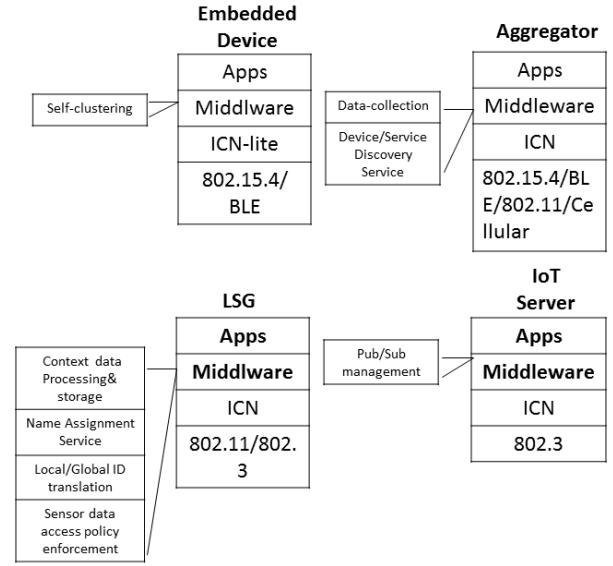 Embedded
Device
Apps
Self-clustering
Middlware
ICN-lite
802.15.4/
BLE
Aggregator
Apps
Data-collection
Device/Service
Discovery
Service
Middleware
ICN
802.15.4/BL
E/802.11/Ce
llular
LSG
Apps
Context data
Processing&
storage
Name Assignment
Service
Local/Global ID
translation
Sensor data
access policy
enforcement
Middlware
ICN
802.11/802.
3
IoT
Server
Apps
Pub/Sub
management
Middleware
ICN
802.3